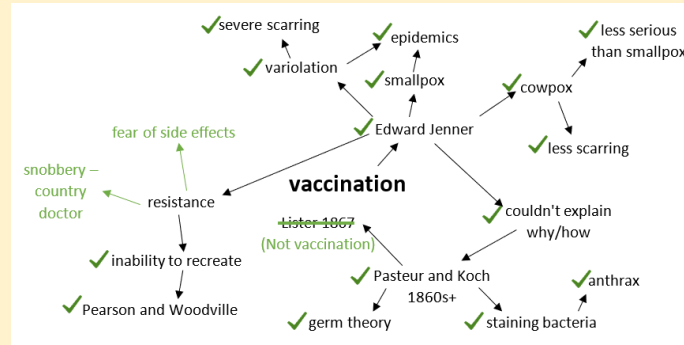 severe scarring
epidemics
less serious
than smallpox
variolation
smallpox
cowpox
Edward Jenner
fear of side effects
less scarring
snobbery –
country
doctor
vaccination
resistance
couldn't explain
why/how
Lister 1867
(Not vaccination)
inability to recreate
Pasteur and Koch
1860s+
anthrax
Pearson and Woodville
germ theory
staining bacteria